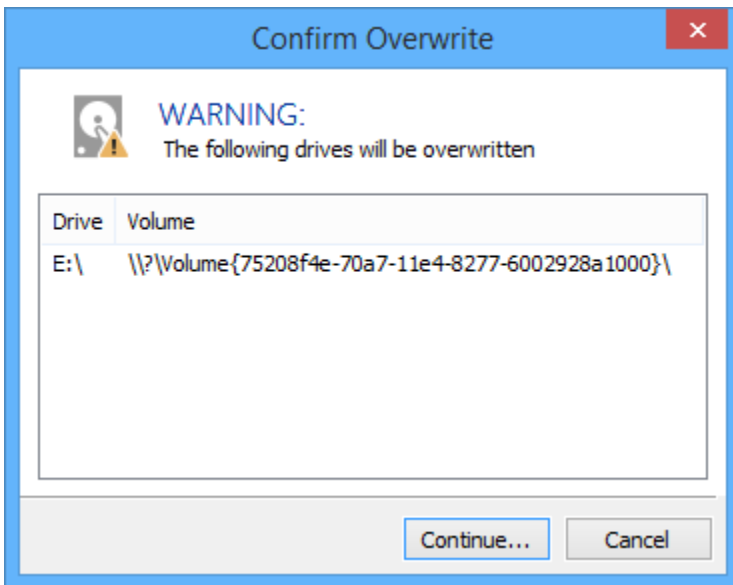 Confirm Overwrite
WARNING:
The following drives will be overwritten
Drive Volume
E:\ \\?\Volume{75208f4e-70a7-11e4-8277-6002928a1000}\
Continue... Cancel